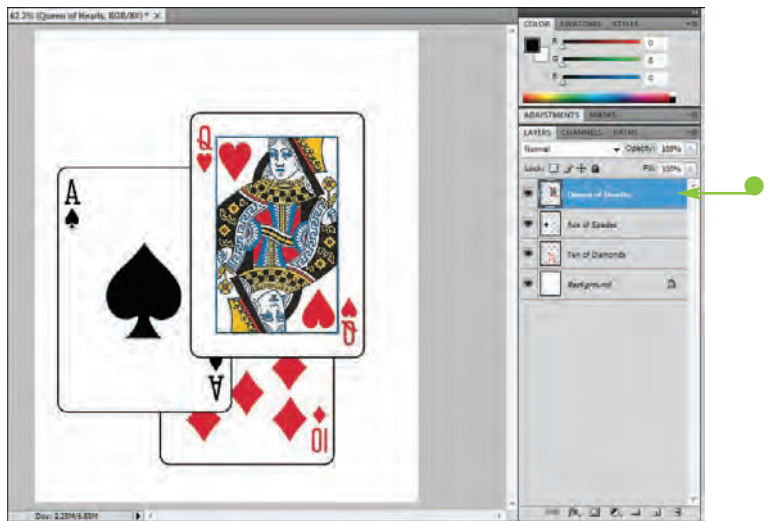 62.2% (Queen of Hearts, RGB/8#) * ×
COLOR SWATCHES STYLES
R 0
G 0
B 0
ADJUSTMENTS MASKS
LAYERS CHANNELS PATHS
Normal Opacity: 100%
Lock: Fill: 100%
Queen of Hearts
Ace of Spades
Ten of Diamonds
Background
Q
A
Q
A
10
Doc: 2.25M/6.85M
fx